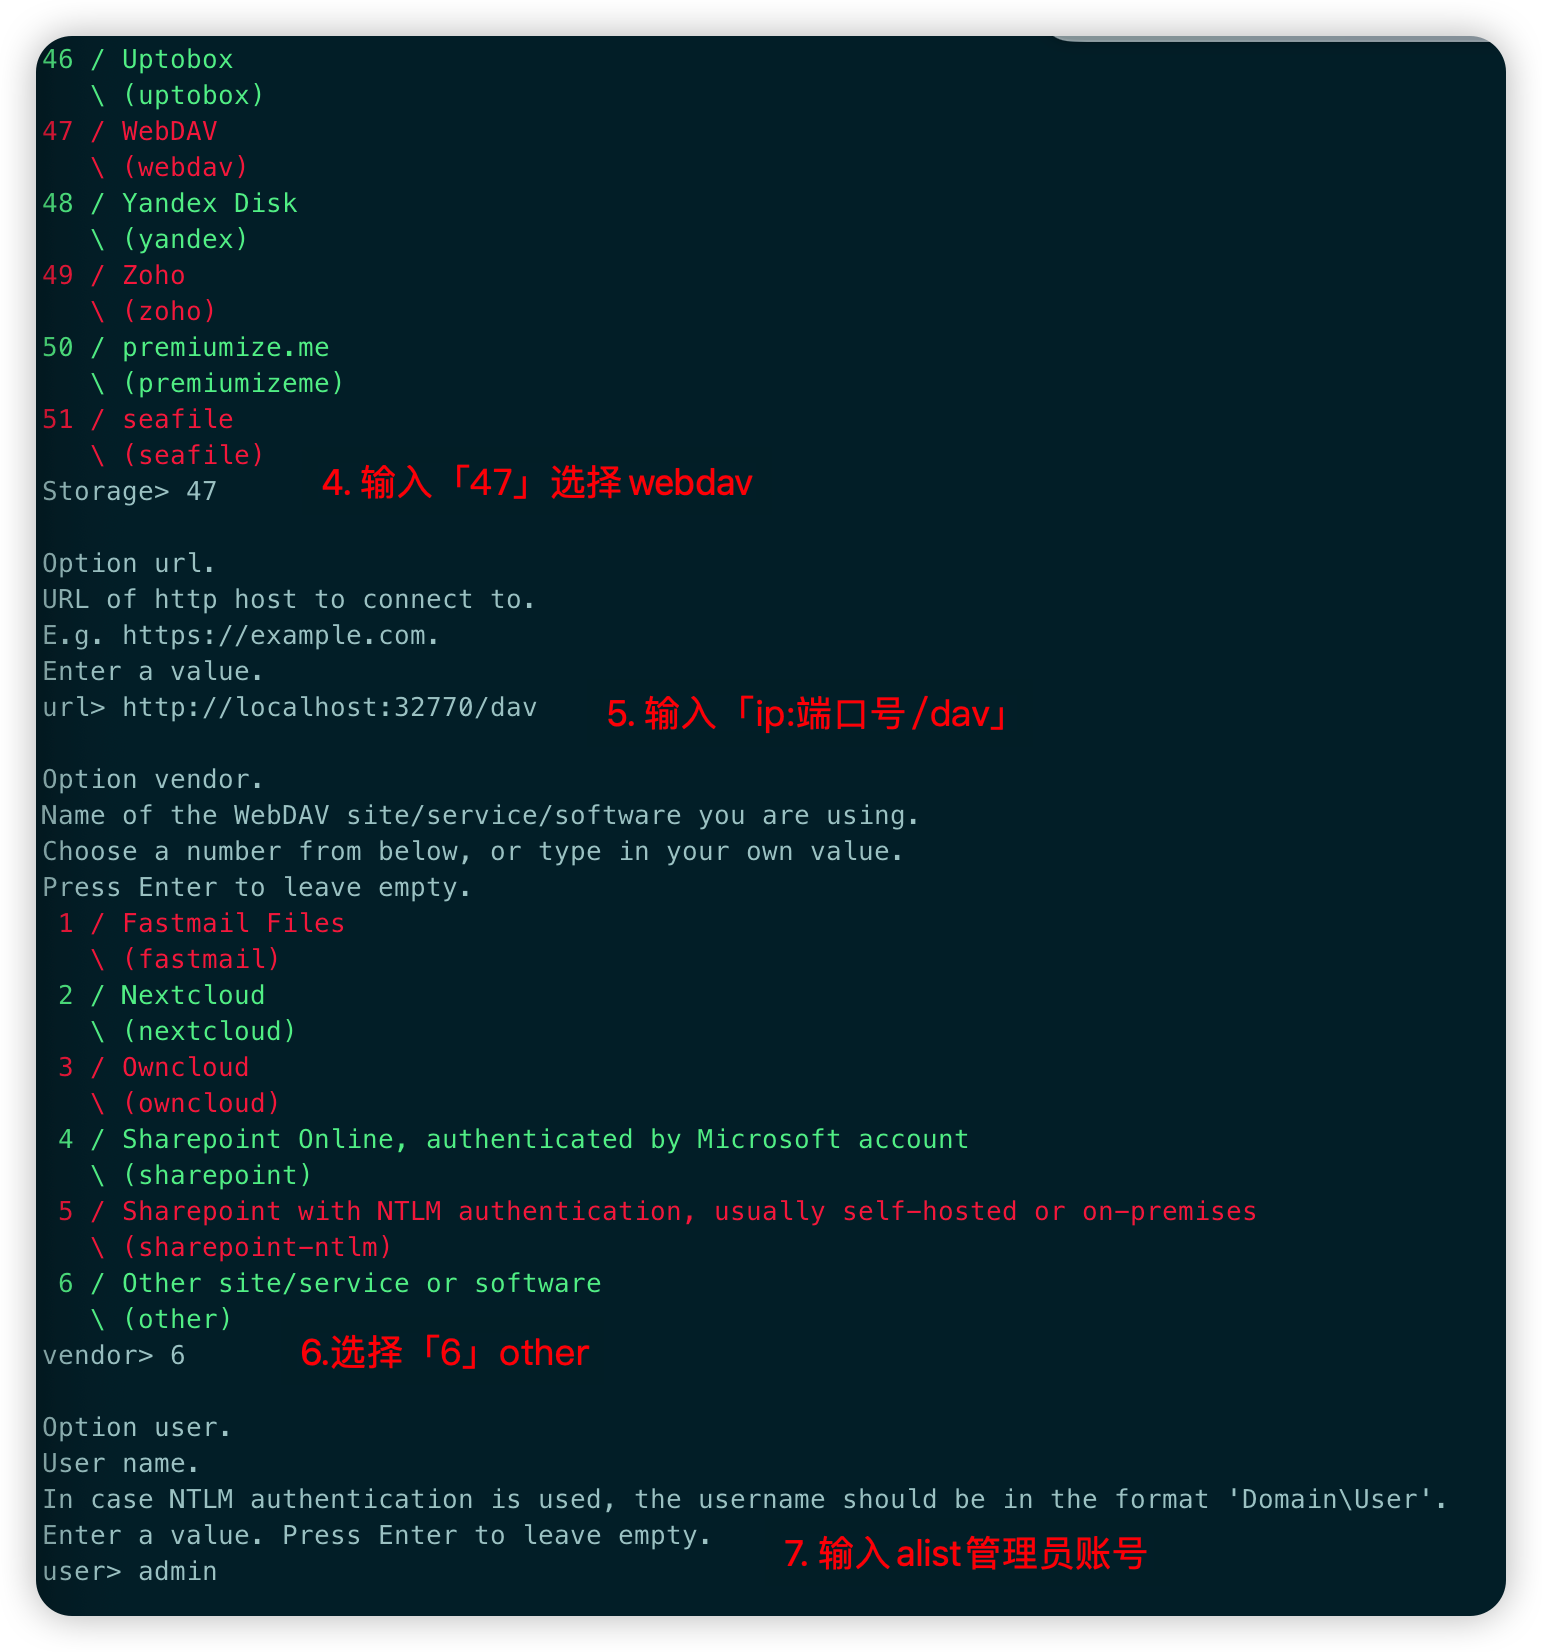 46 / Uptobox
\ (uptobox)
47 / WebDAV
\ (webdav)
48 / Yandex Disk
\ (yandex)
49 / Zoho
\ (zoho)
50 / premiumize.me
\ (premiumizeme)
51 / seafile
\ (seafile)
Storage> 47
4. 输入「47」选择 webdav
Option url.
URL of http host to connect to.
E.g. https://example.com.
Enter a value.
url> http://localhost:32770/dav
5. 输入「ip:端口号/dav」
Option vendor.
Name of the WebDAV site/service/software you are using.
Choose a number from below, or type in your own value.
Press Enter to leave empty.
1 / Fastmail Files
\ (fastmail)
2 / Nextcloud
\ (nextcloud)
3 / Owncloud
\ (owncloud)
4 / Sharepoint Online, authenticated by Microsoft account
\ (sharepoint)
5 / Sharepoint with NTLM authentication, usually self-hosted or on-premises
\ (sharepoint-ntlm)
6 / Other site/service or software
\ (other)
vendor> 6
6.选择「6」other
Option user.
User name.
In case NTLM authentication is used, the username should be in the format 'Domain\User'.
Enter a value. Press Enter to leave empty.
user> admin
7. 输入alist管理员账号